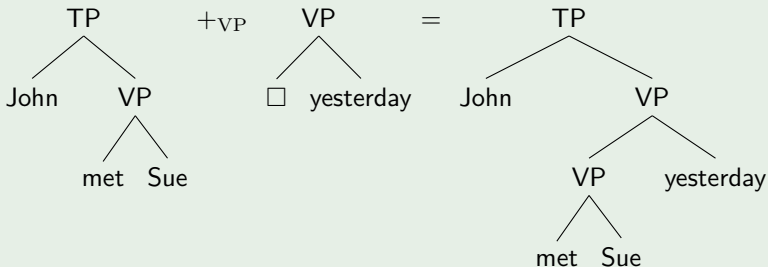 TP +VP VP = TP
John VP □ yesterday John VP
met Sue VP yesterday
met Sue